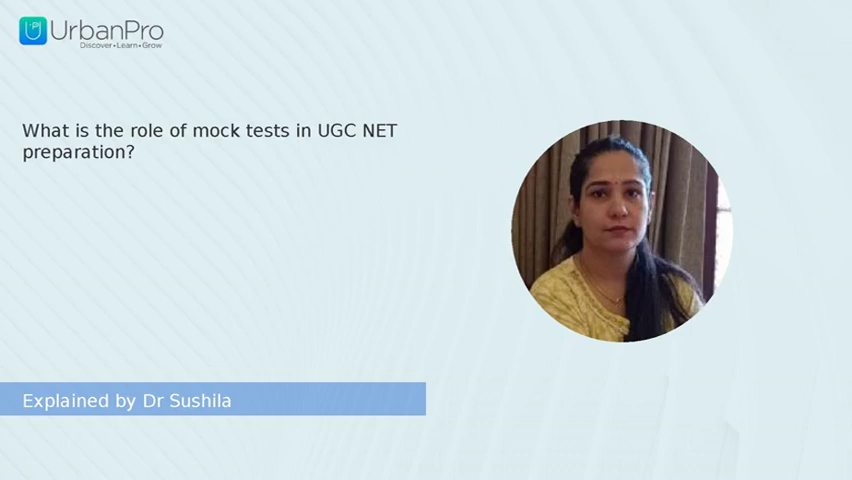 UrbanPro
Discover•Learn•Grow
What is the role of mock tests in UGC NET
preparation?
Explained by Dr Sushila